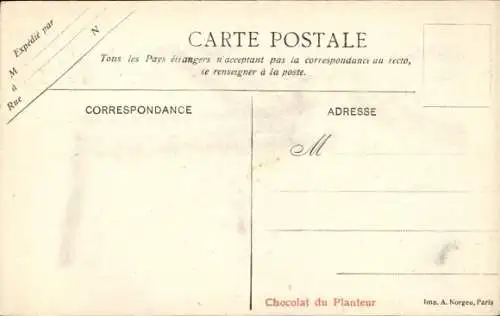 Expédié par
M N
à
Rue
CARTE POSTALE
Tous les Pays étrangers n'acceptant pas la correspondance au recto,
se renseigner à la poste.
CORRESPONDANCE
ADRESSE
M
Chocolat du Planteur
Imp. A. Norgeu, Paris